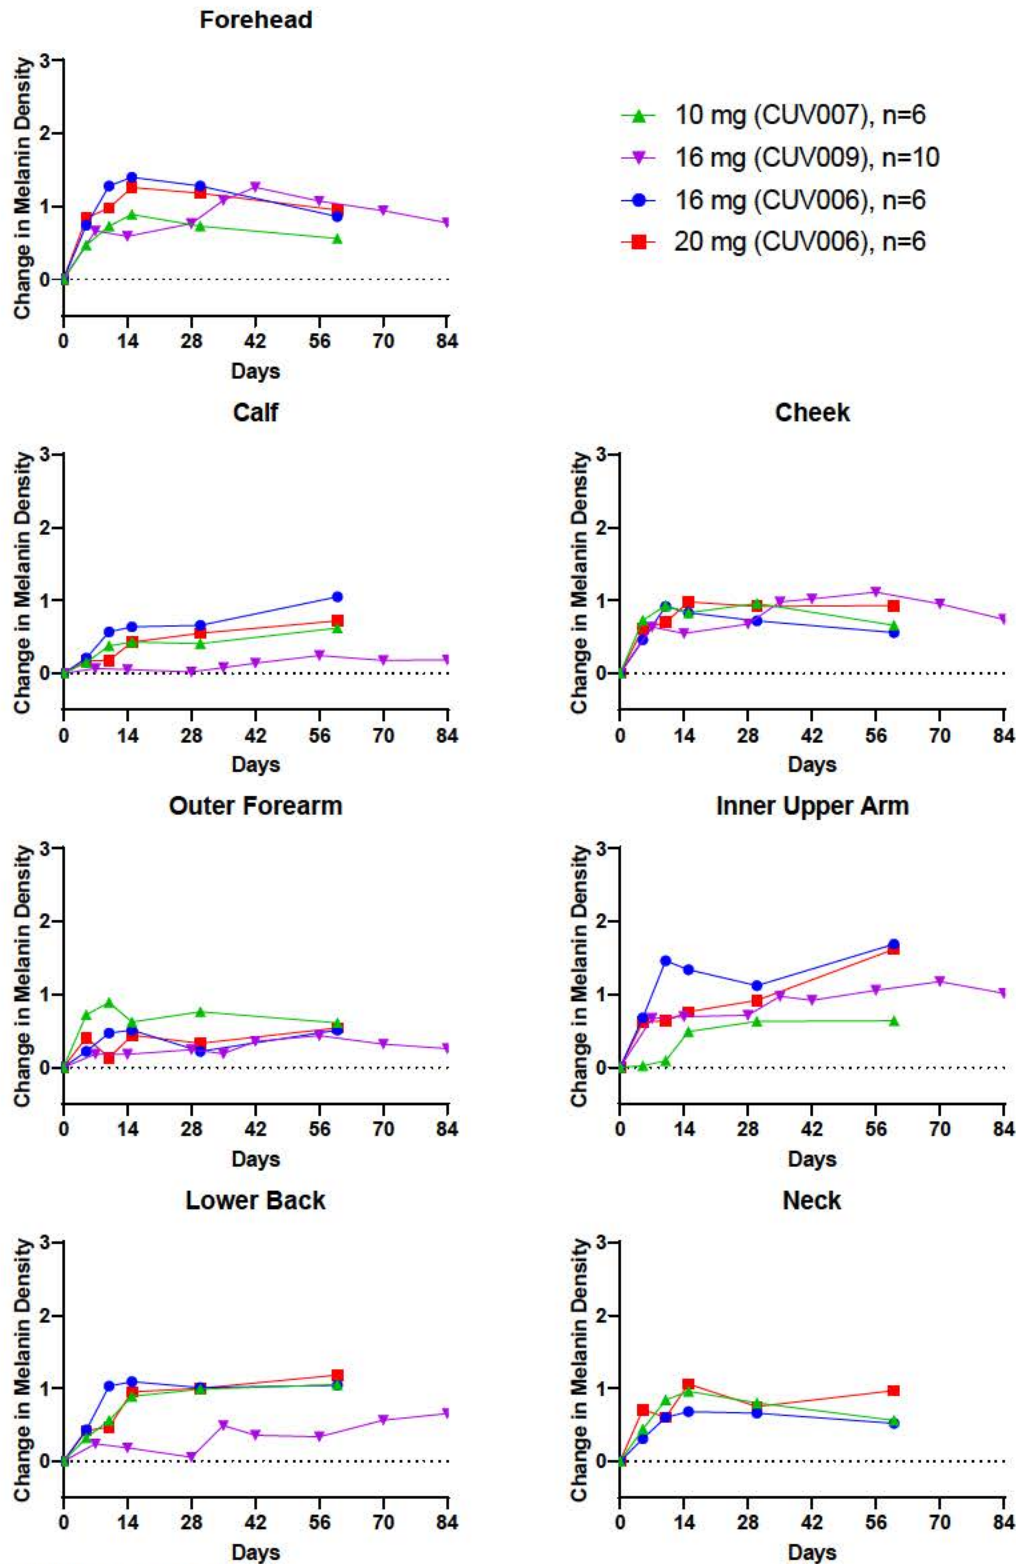 Forehead
Change in Melanin Density
3
2
1
0
0 14 28 42 56 70 84
Days
10 mg (CUV007), n=6
16 mg (CUV009), n=10
16 mg (CUV006), n=6
20 mg (CUV006), n=6
Calf
Change in Melanin Density
3
2
1
0
0 14 28 42 56 70 84
Days
Cheek
Change in Melanin Density
3
2
1
0
0 14 28 42 56 70 84
Days
Outer Forearm
Change in Melanin Density
3
2
1
0
0 14 28 42 56 70 84
Days
Inner Upper Arm
Change in Melanin Density
3
2
1
0
0 14 28 42 56 70 84
Days
Lower Back
Change in Melanin Density
3
2
1
0
0 14 28 42 56 70 84
Days
Neck
Change in Melanin Density
3
2
1
0
0 14 28 42 56 70 84
Days